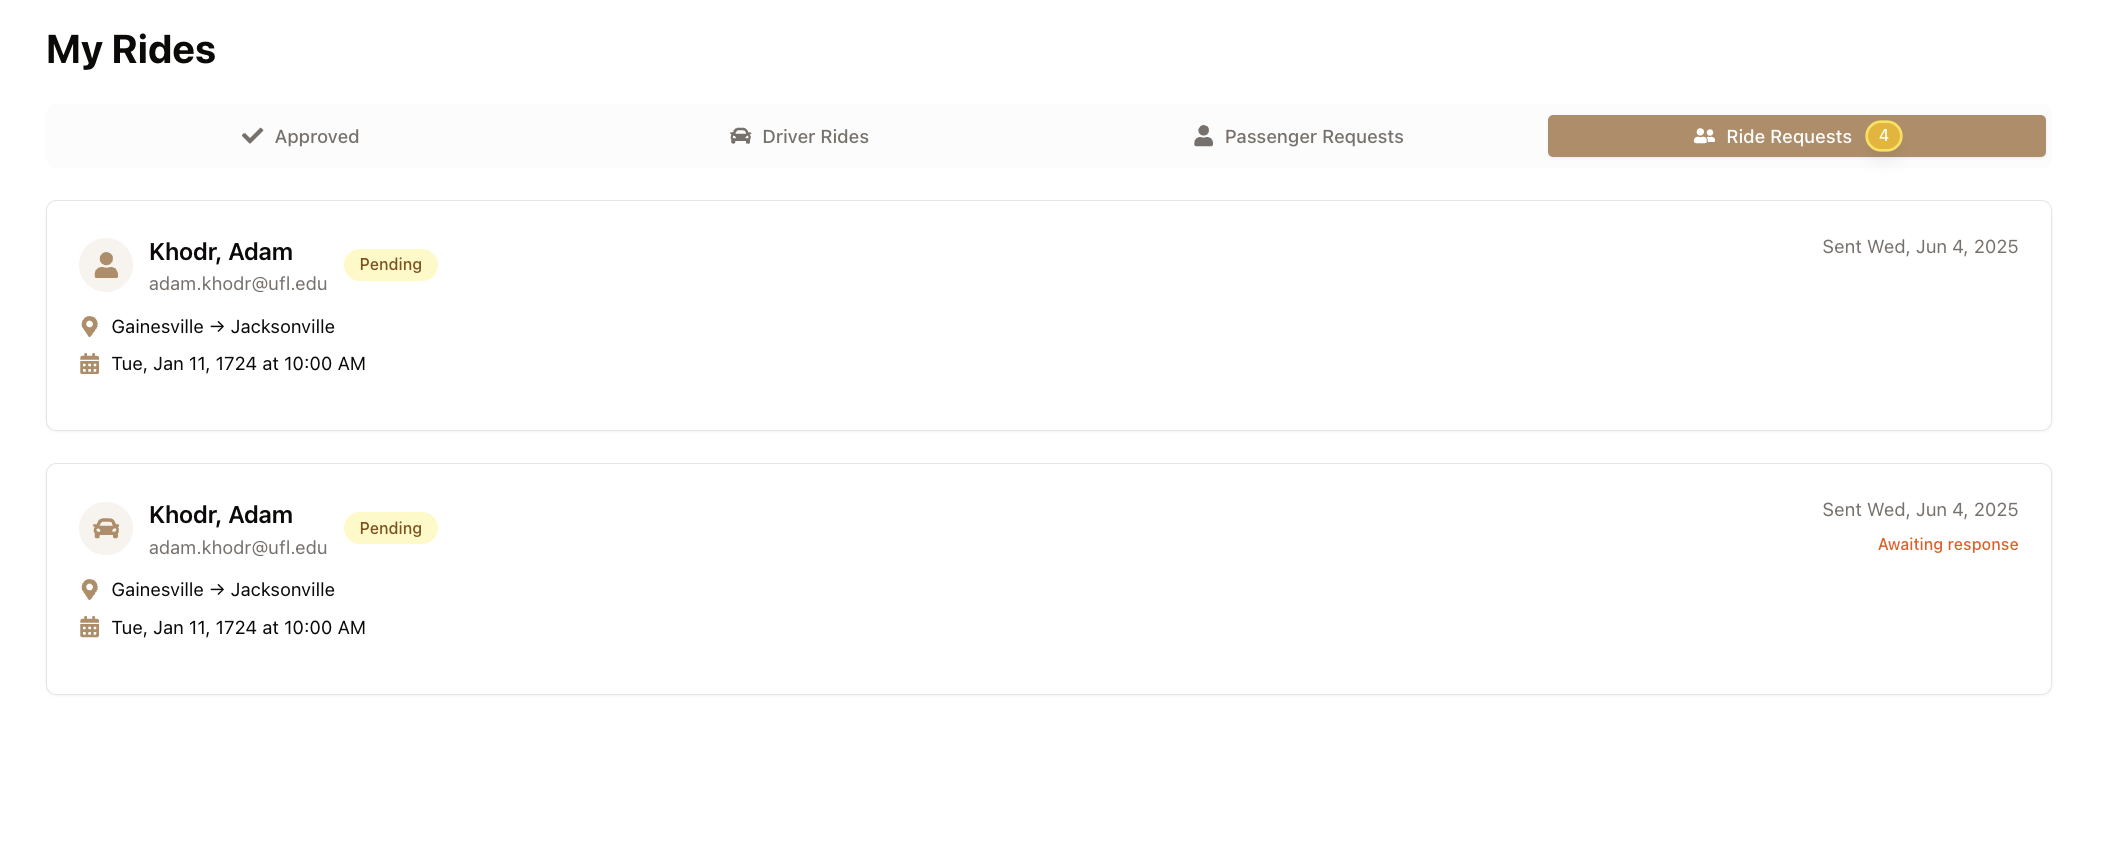 My Rides
Approved
Driver Rides
Passenger Requests
Ride Requests 4
Khodr, Adam
adam.khodr@ufl.edu
Pending
Sent Wed, Jun 4, 2025
Gainesville → Jacksonville
Tue, Jan 11, 1724 at 10:00 AM
Khodr, Adam
adam.khodr@ufl.edu
Pending
Sent Wed, Jun 4, 2025
Awaiting response
Gainesville → Jacksonville
Tue, Jan 11, 1724 at 10:00 AM